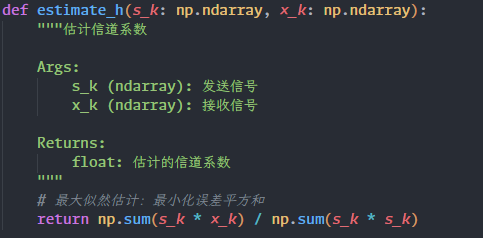 def estimate_h(s_k: np.ndarray, x_k: np.ndarray):
"""估计信道系数
Args:
s_k (ndarray): 发送信号
x_k (ndarray): 接收信号
Returns:
float: 估计的信道系数
"""
# 最大似然估计: 最小化误差平方和
return np.sum(s_k * x_k) / np.sum(s_k * s_k)